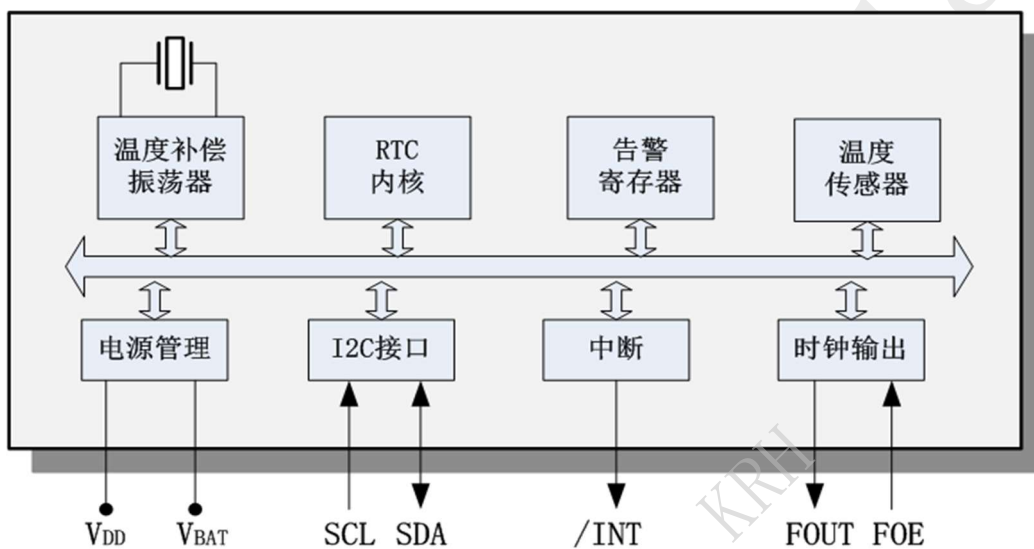 温度补偿
振荡器
RTC
内核
告警
寄存器
温度
传感器
电源管理
I2C接口
中断
时钟输出
VDD
VBAT
SCL
SDA
/INT
FOUT
FOE
KRH